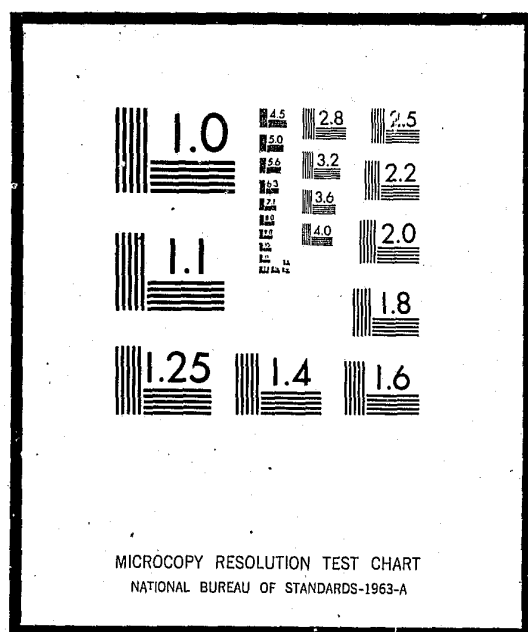 1.0
4.5 2.8 2.5
5.0
5.6 3.2 2.2
6.3
7.1 3.6
8.0
4.0 2.0
1.1
1.8
1.25 1.4 1.6
MICROCOPY RESOLUTION TEST CHART
NATIONAL BUREAU OF STANDARDS-1963-A